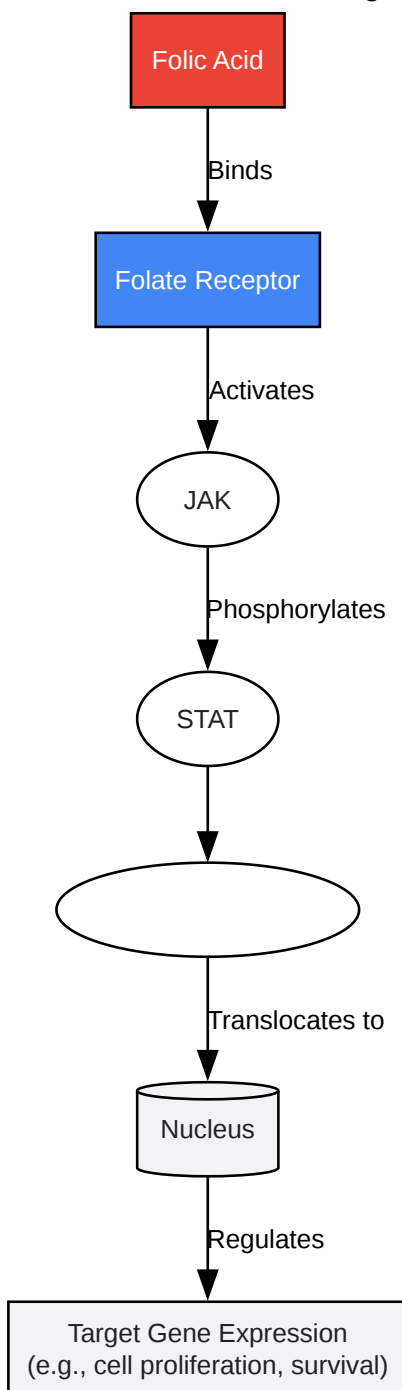 Folic Acid
Binds
Folate Receptor
Activates
JAK
Phosphorylates
STAT
Translocates to
Nucleus
Regulates
Target Gene Expression
(e.g., cell proliferation, survival)